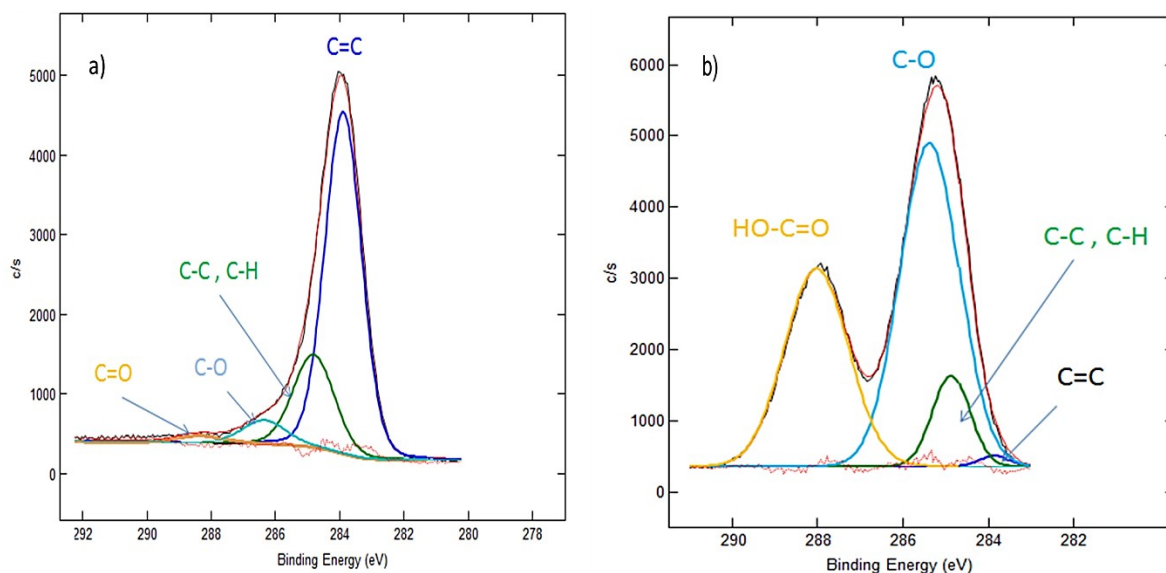 a)
C=C
C-C , C-H
C-O
C=O
5000
4000
3000
2000
1000
0
c/s
292 290 288 286 284 282 280 278
Binding Energy (eV)
b)
C-O
HO-C=O
C-C , C-H
C=C
6000
5000
4000
3000
2000
1000
0
c/s
290 288 286 284 282
Binding Energy (eV)